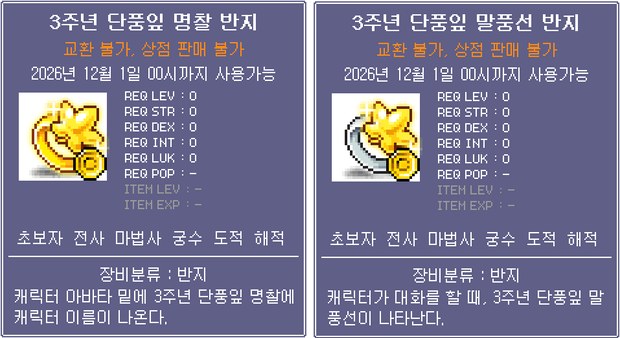 3주년 단풍잎 명찰 반지
교환 불가, 상점 판매 불가
2026년 12월 1일 00시까지 사용가능
REQ LEV : 0
REQ STR : 0
REQ DEX : 0
REQ INT : 0
REQ LUK : 0
REQ POP : -
ITEM LEV : -
ITEM EXP : -
초보자 전사 마법사 궁수 도적 해적
장비분류 : 반지
캐릭터 아바타 밑에 3주년 단풍잎 명찰에
캐릭터 이름이 나온다.
3주년 단풍잎 말풍선 반지
교환 불가, 상점 판매 불가
2026년 12월 1일 00시까지 사용가능
REQ LEV : 0
REQ STR : 0
REQ DEX : 0
REQ INT : 0
REQ LUK : 0
REQ POP : -
ITEM LEV : -
ITEM EXP : -
초보자 전사 마법사 궁수 도적 해적
장비분류 : 반지
캐릭터가 대화를 할 때, 3주년 단풍잎 말
풍선이 나타난다.